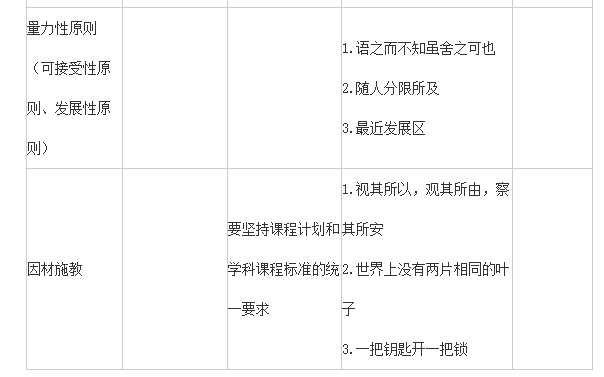 量力性原则
（可接受性原
则、发展性原
则）
1.语之而不知虽舍之可也
2.随人分限所及
3.最近发展区
因材施教
要坚持课程计划和
学科课程标准的统
一要求
1.视其所以，观其所由，察
其所安
2.世界上没有两片相同的叶
子
3.一把钥匙开一把锁